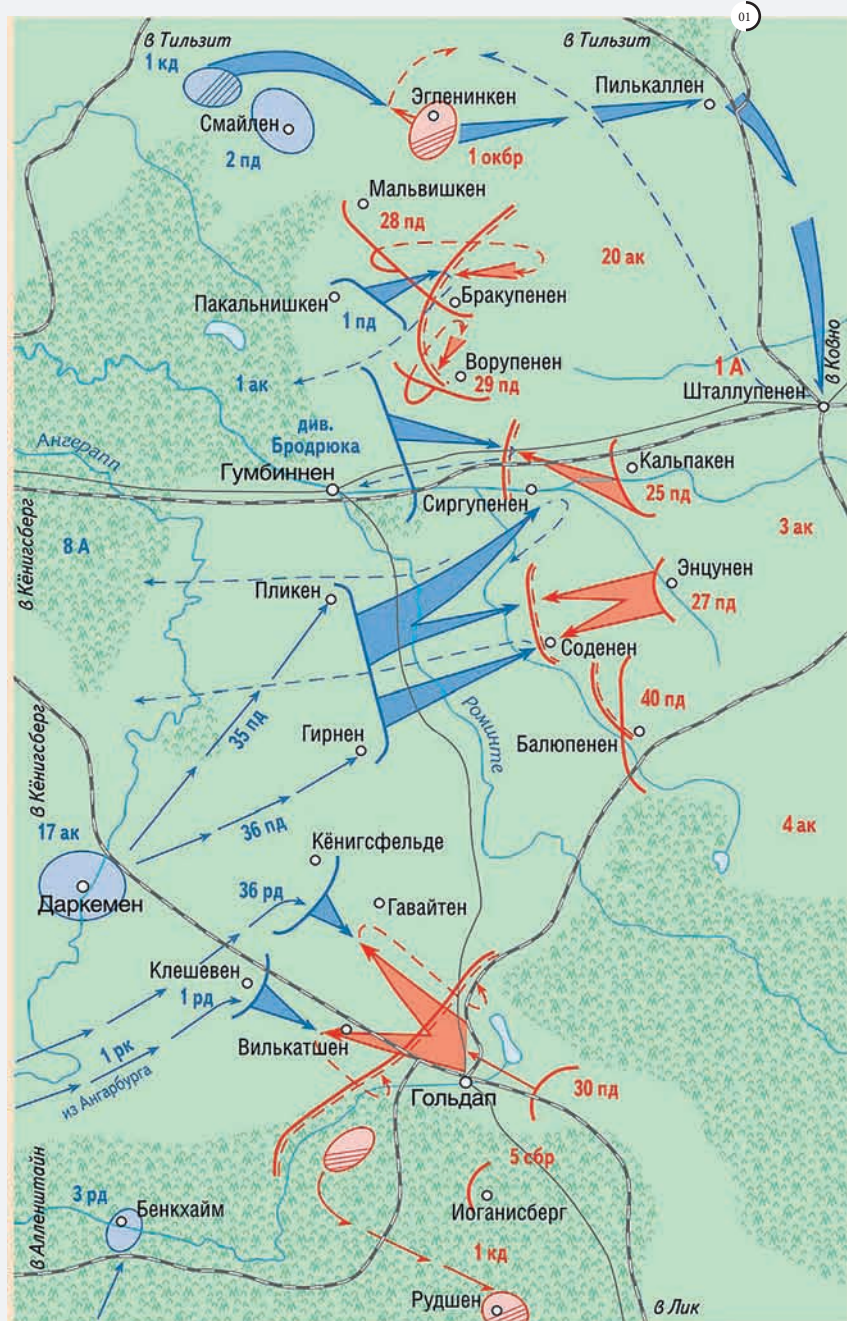 01
в Тильзит
в Тильзит
1 кд
Пилькаллен
Эгленинкен
Смайлен
2 пд
1 окбр
Мальвишкен
28 пд
20 ак
Пакальнишкен
1 пд
Бракупенен
в Ковно
Ворупенен
29 пд
1 А
1 ак
Шталлупенен
див.
Бродрюка
Ангерапп
Гумбиннен
Кальпакен
Сиргупенен
25 пд
в Кёнигсберг
8 А
3 ак
Энцунен
27 пд
Пликен
Соденен
35 пд
40 пд
Роминте
Гирнен
Балюпенен
в Кёнигсберг
36 пд
17 ак
4 ак
Кёнигсфельде
Даркемен
36 рд
Гавайтен
Клешевен
1 рд
Вилькатшен
1 рк
из Ангарбурга
Гольдап
30 пд
в Алленштайн
5 сбр
3 рд
Бенкхайм
Иоганисберг
1 кд
Рудшен
в Лик